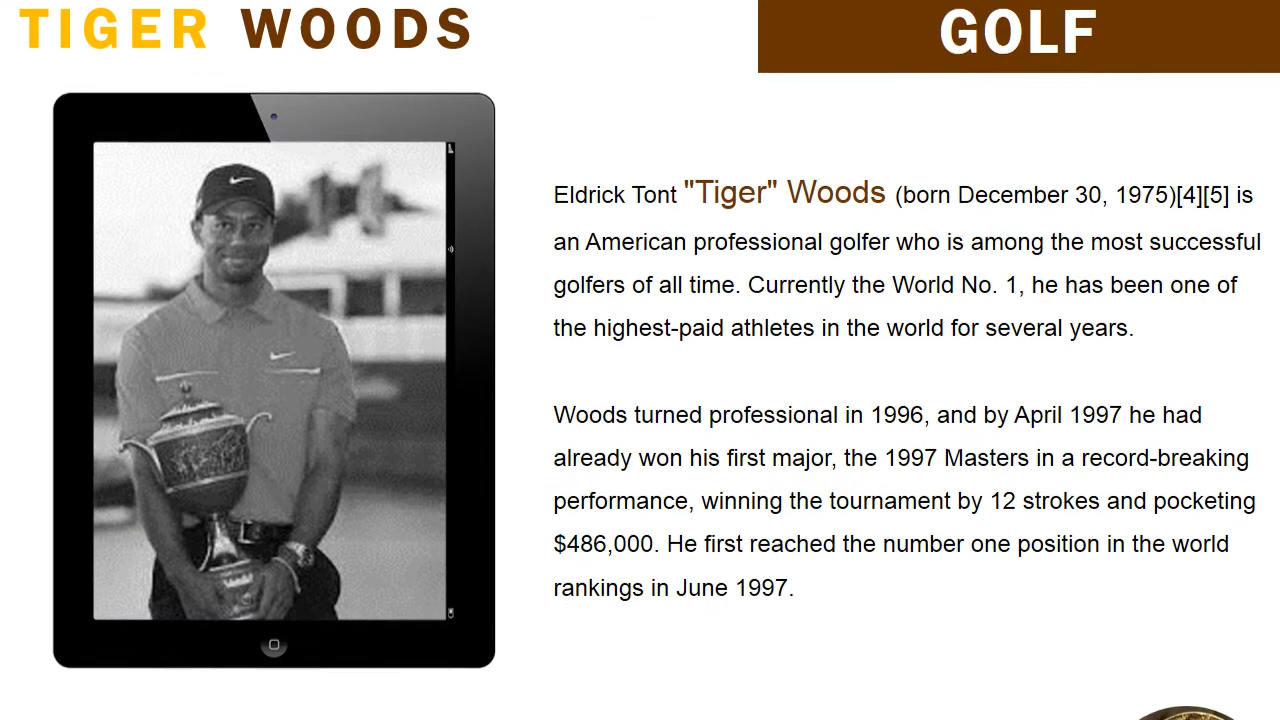 TIGER WOODS
GOLF
Eldrick Tont "Tiger" Woods (born December 30, 1975)[4][5] is
an American professional golfer who is among the most successful
golfers of all time. Currently the World No. 1, he has been one of
the highest-paid athletes in the world for several years.
Woods turned professional in 1996, and by April 1997 he had
already won his first major, the 1997 Masters in a record-breaking
performance, winning the tournament by 12 strokes and pocketing
$486,000. He first reached the number one position in the world
rankings in June 1997.